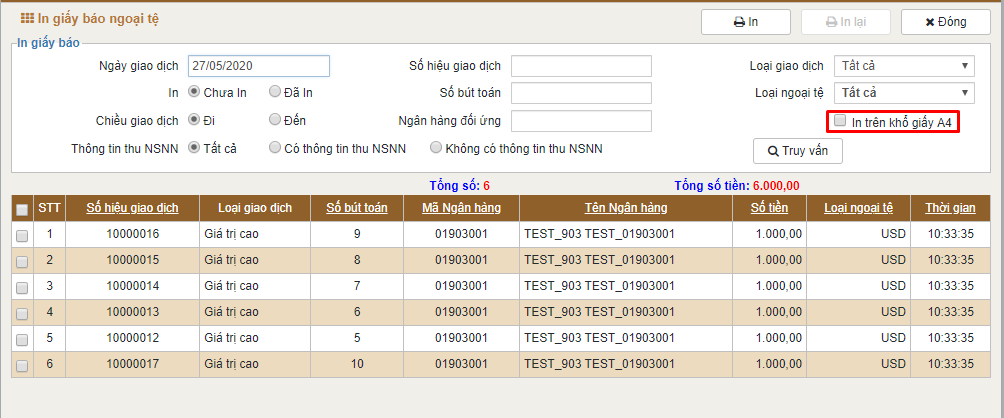 In giấy báo ngoại tệ
In
In lại
Đóng
In giấy báo
Ngày giao dịch 27/05/2020 Số hiệu giao dịch Loại giao dịch Tất cả
In Chưa In Đã In Số bút toán Loại ngoại tệ Tất cả
Chiều giao dịch Đi Đến Ngân hàng đối ứng In trên khổ giấy A4
Thông tin thu NSNN Tất cả Có thông tin thu NSNN Không có thông tin thu NSNN Truy vấn
Tổng số: 6 Tổng số tiền: 6.000,00
STT Số hiệu giao dịch Loại giao dịch Số bút toán Mã Ngân hàng Tên Ngân hàng Số tiền Loại ngoại tệ Thời gian
1 10000016 Giá trị cao 9 01903001 TEST_903 TEST_01903001 1.000,00 USD 10:33:35
2 10000015 Giá trị cao 8 01903001 TEST_903 TEST_01903001 1.000,00 USD 10:33:35
3 10000014 Giá trị cao 7 01903001 TEST_903 TEST_01903001 1.000,00 USD 10:33:35
4 10000013 Giá trị cao 6 01903001 TEST_903 TEST_01903001 1.000,00 USD 10:33:35
5 10000012 Giá trị cao 5 01903001 TEST_903 TEST_01903001 1.000,00 USD 10:33:35
6 10000017 Giá trị cao 10 01903001 TEST_903 TEST_01903001 1.000,00 USD 10:33:35